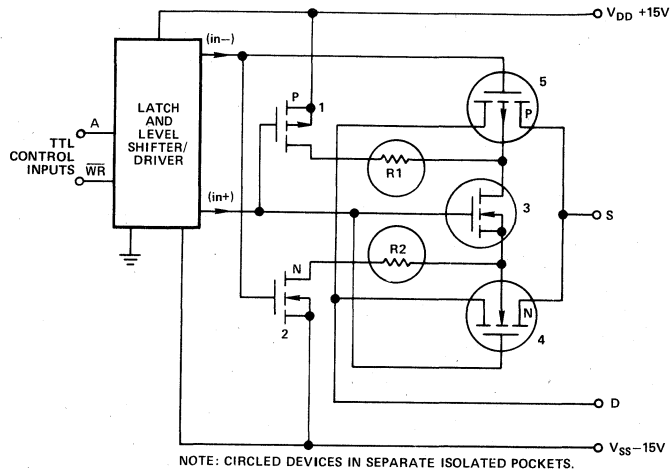 V_DD +15V
(in−)
5
P
1
P
LATCH
AND
LEVEL
SHIFTER/
DRIVER
A
TTL
CONTROL
INPUTS
W̅R̅
R1
(in+)
3
S
R2
N
N
2
4
D
V_SS−15V
NOTE: CIRCLED DEVICES IN SEPARATE ISOLATED POCKETS.